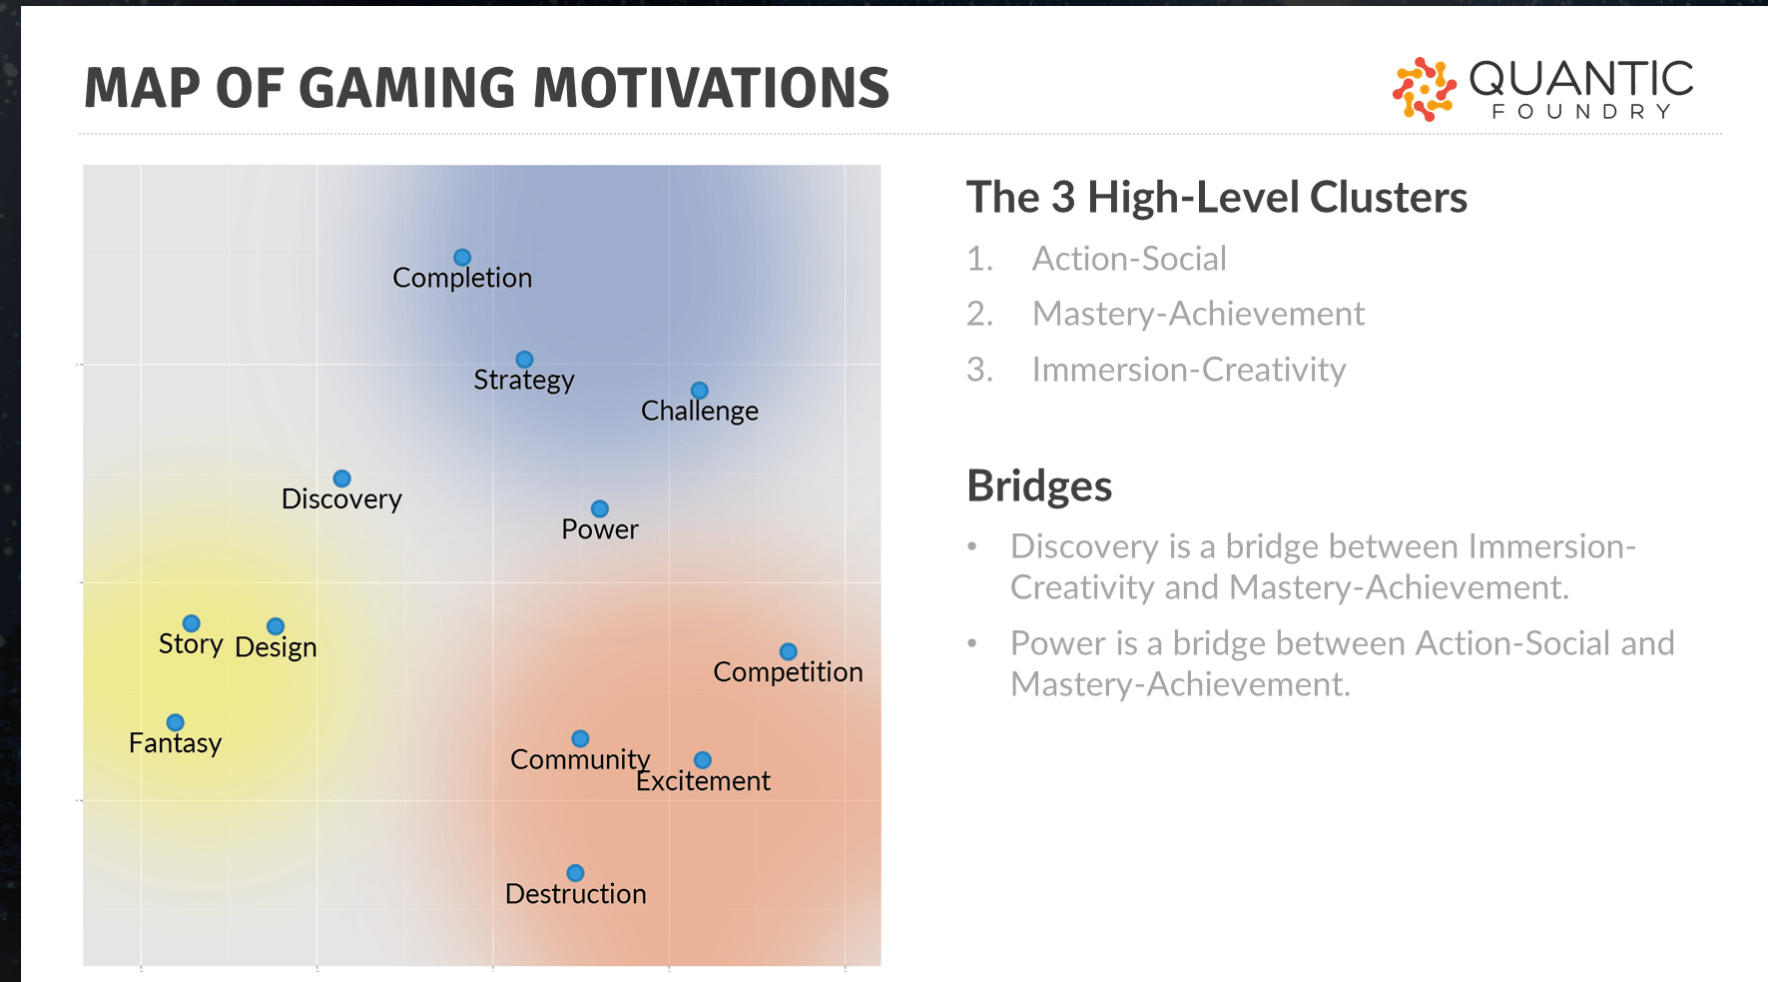 MAP OF GAMING MOTIVATIONS
QUANTIC
FOUNDRY
Completion
Strategy
Challenge
Discovery
Power
Story
Design
Competition
Fantasy
Community
Excitement
Destruction
The 3 High-Level Clusters
1. Action-Social
2. Mastery-Achievement
3. Immersion-Creativity
Bridges
• Discovery is a bridge between Immersion-
Creativity and Mastery-Achievement.
• Power is a bridge between Action-Social and
Mastery-Achievement.